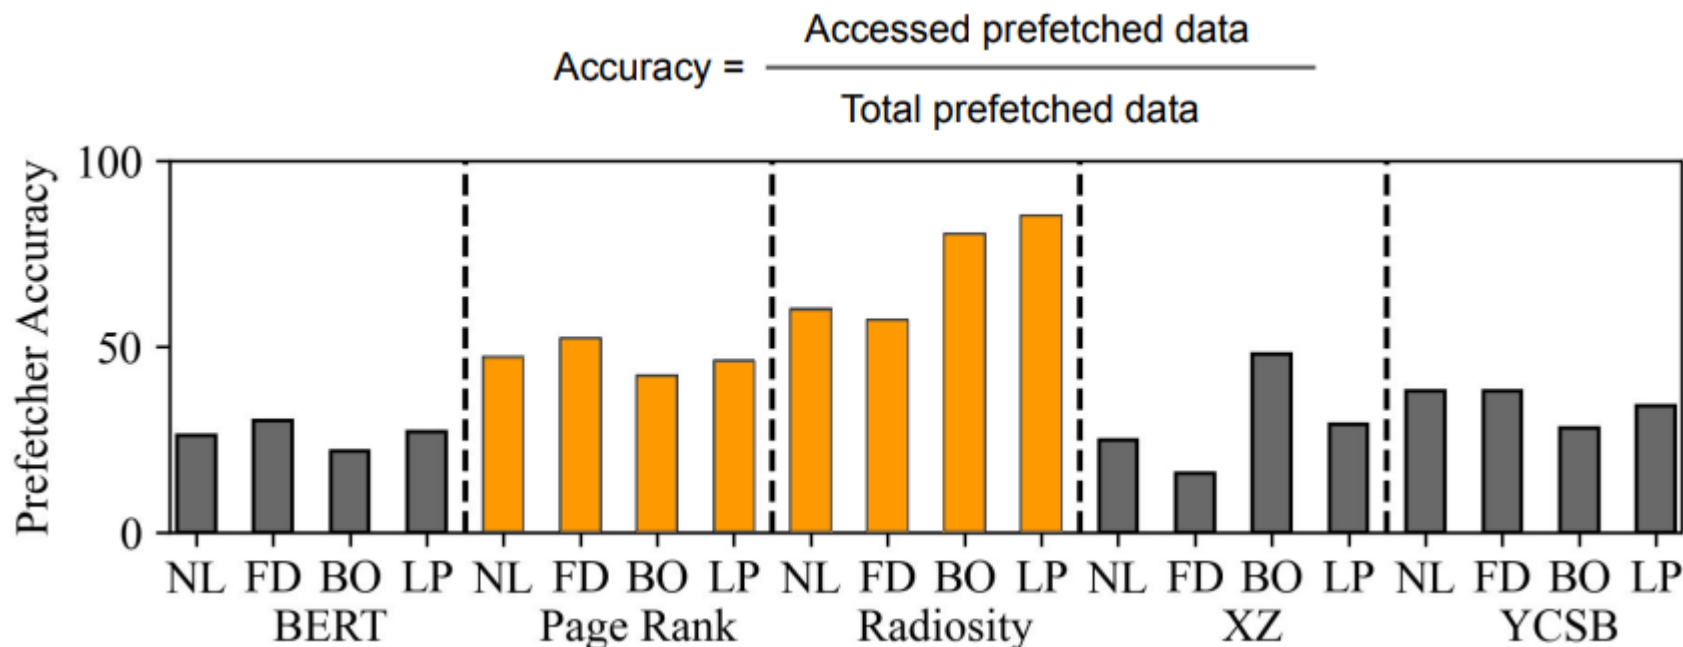 Accuracy = Accessed prefetched data
Total prefetched data
Prefetcher Accuracy
100
50
0
NL FD BO LP NL FD BO LP NL FD BO LP NL FD BO LP NL FD BO LP
BERT Page Rank Radiosity XZ YCSB